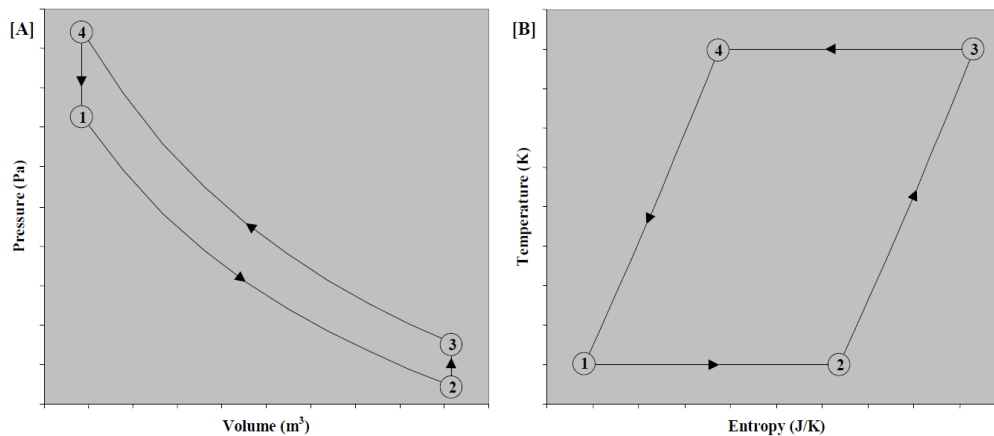 [A]
4
1
3
2
Pressure (Pa)
Volume (m³)
[B]
4
3
1
2
Temperature (K)
Entropy (J/K)